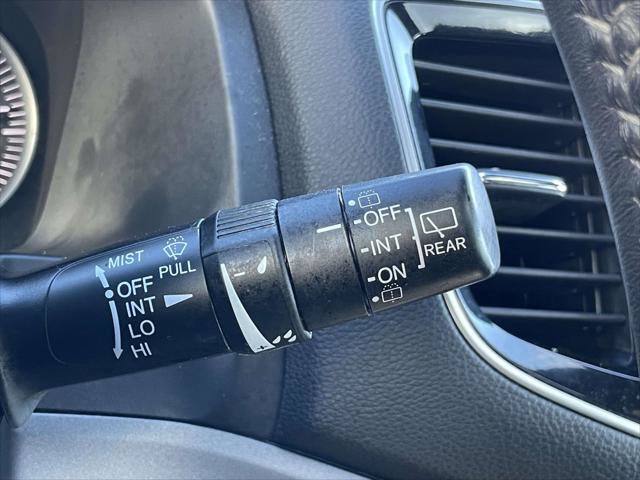 MIST
OFF
INT
LO
HI
PULL
OFF
INT
ON
REAR